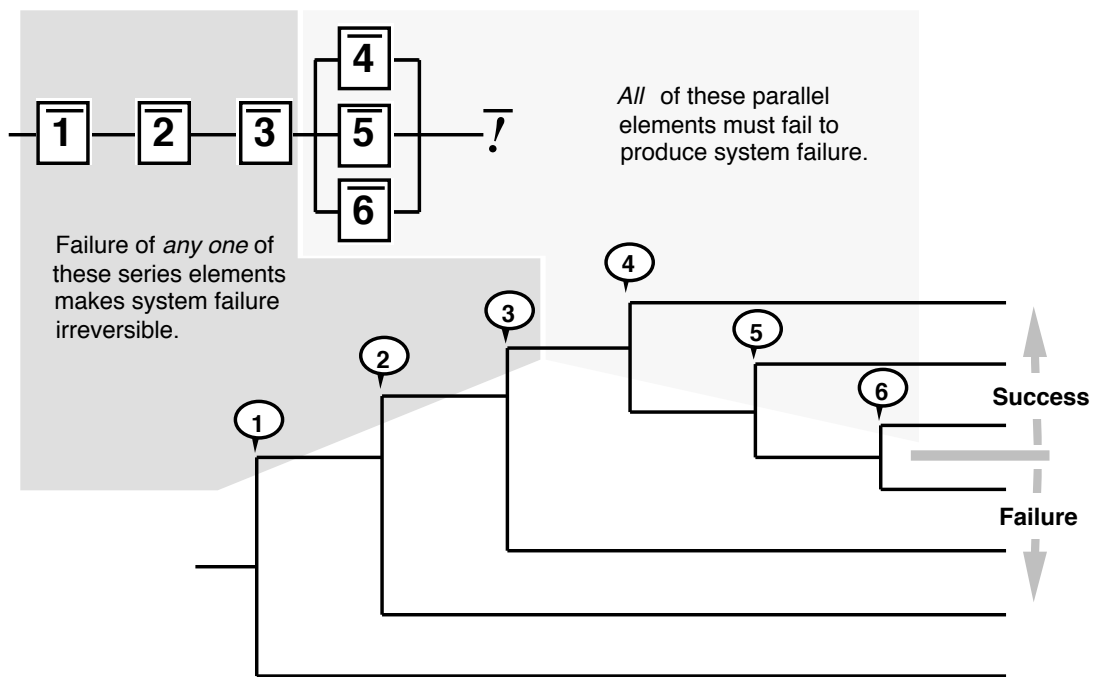 4
1 2 3 5 !
6
All of these parallel
elements must fail to
produce system failure.
Failure of any one of
these series elements
makes system failure
irreversible.
4
3
5
2
6
Success
1
Failure